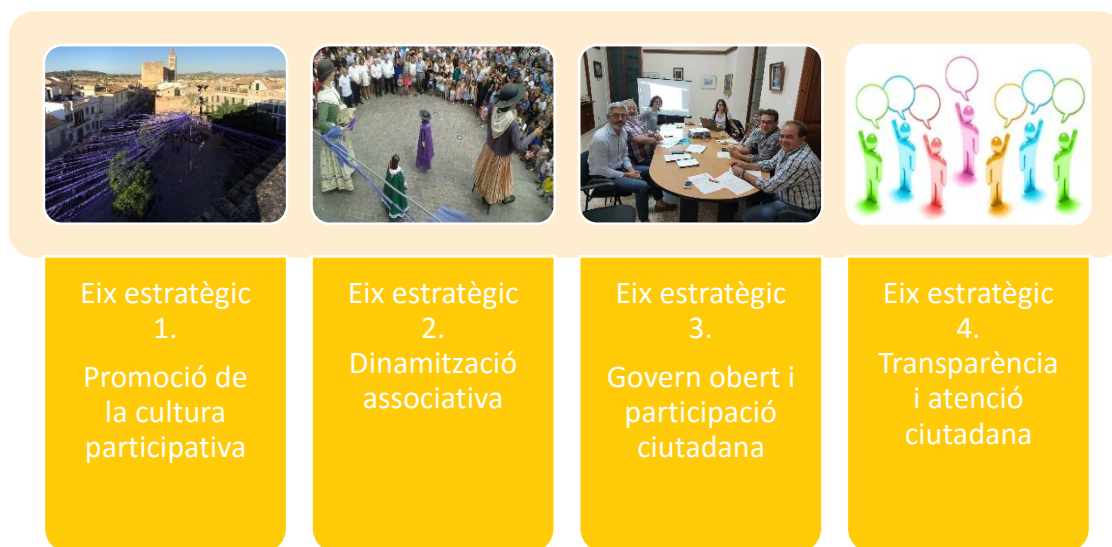 Eix estratègic
1.
Promoció de
la cultura
participativa
Eix estratègic
2.
Dinamització
associativa
Eix estratègic
3.
Govern obert i
participació
ciutadana
Eix estratègic
4.
Transparència
i atenció
ciutadana